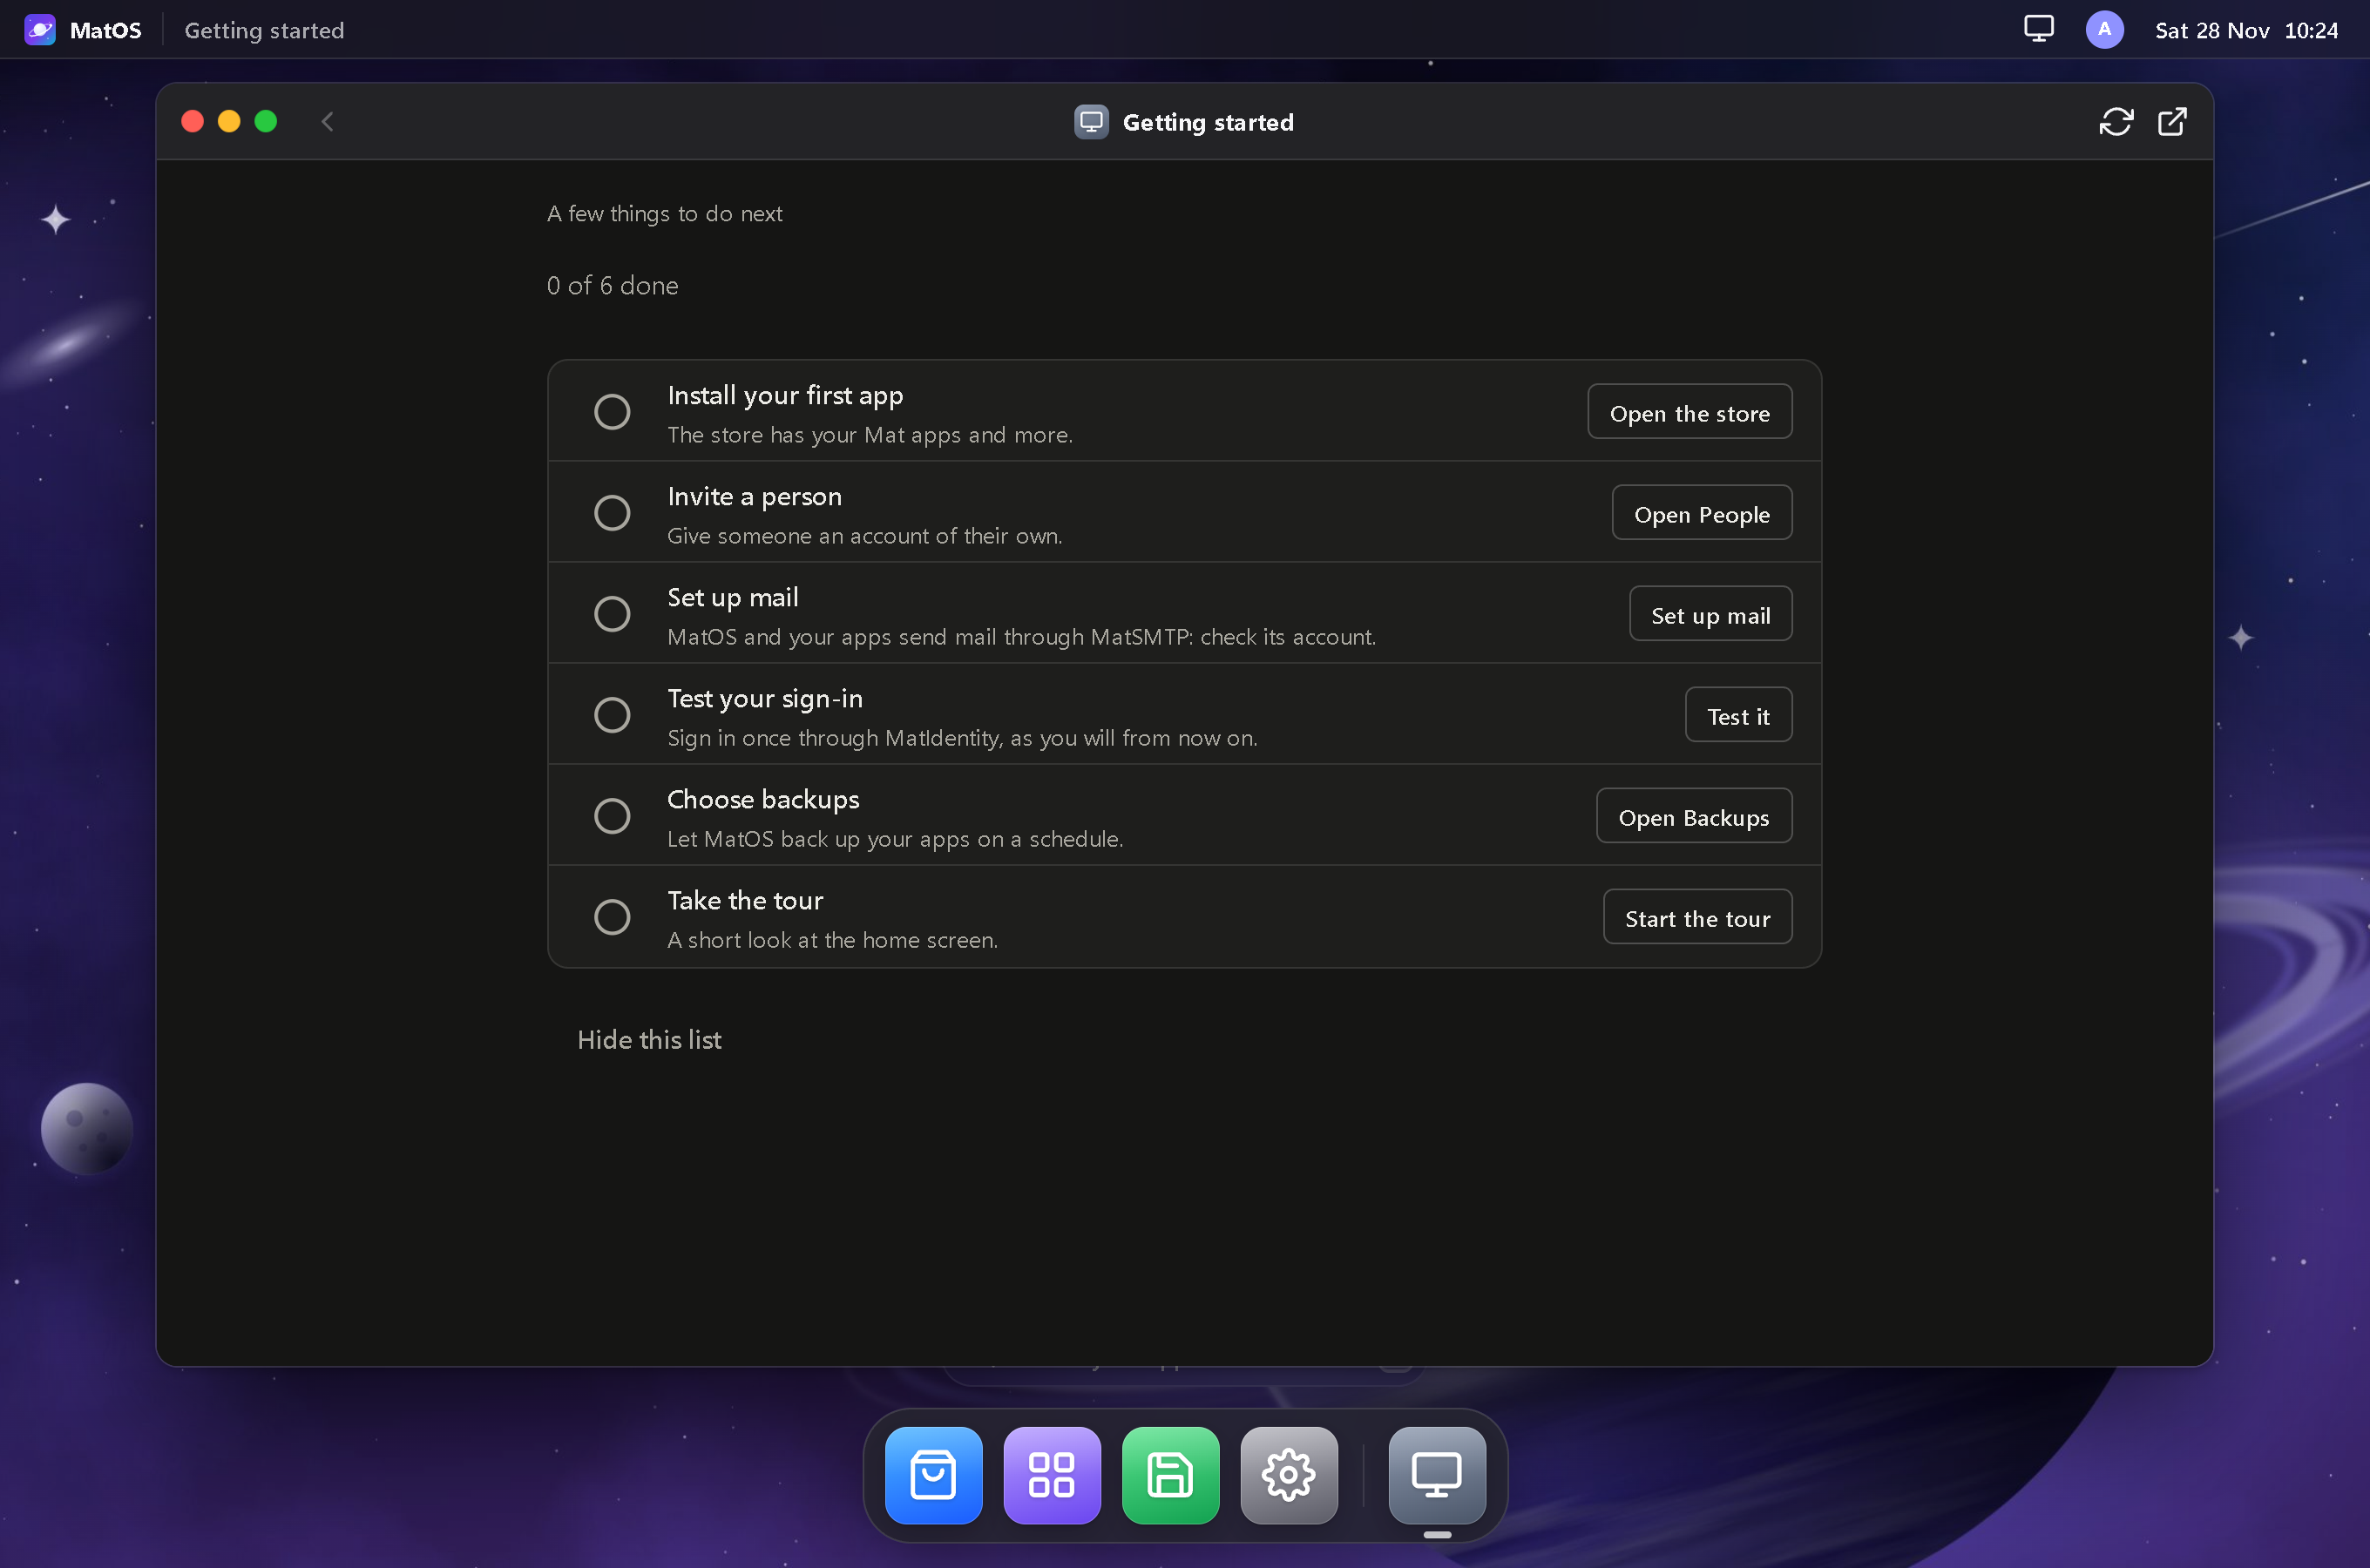 MatOS
Getting started
A
Sat 28 Nov 10:24
Getting started
A few things to do next
0 of 6 done
Install your first app
The store has your Mat apps and more.
Open the store
Invite a person
Give someone an account of their own.
Open People
Set up mail
MatOS and your apps send mail through MatSMTP: check its account.
Set up mail
Test your sign-in
Sign in once through MatIdentity, as you will from now on.
Test it
Choose backups
Let MatOS back up your apps on a schedule.
Open Backups
Take the tour
A short look at the home screen.
Start the tour
Hide this list